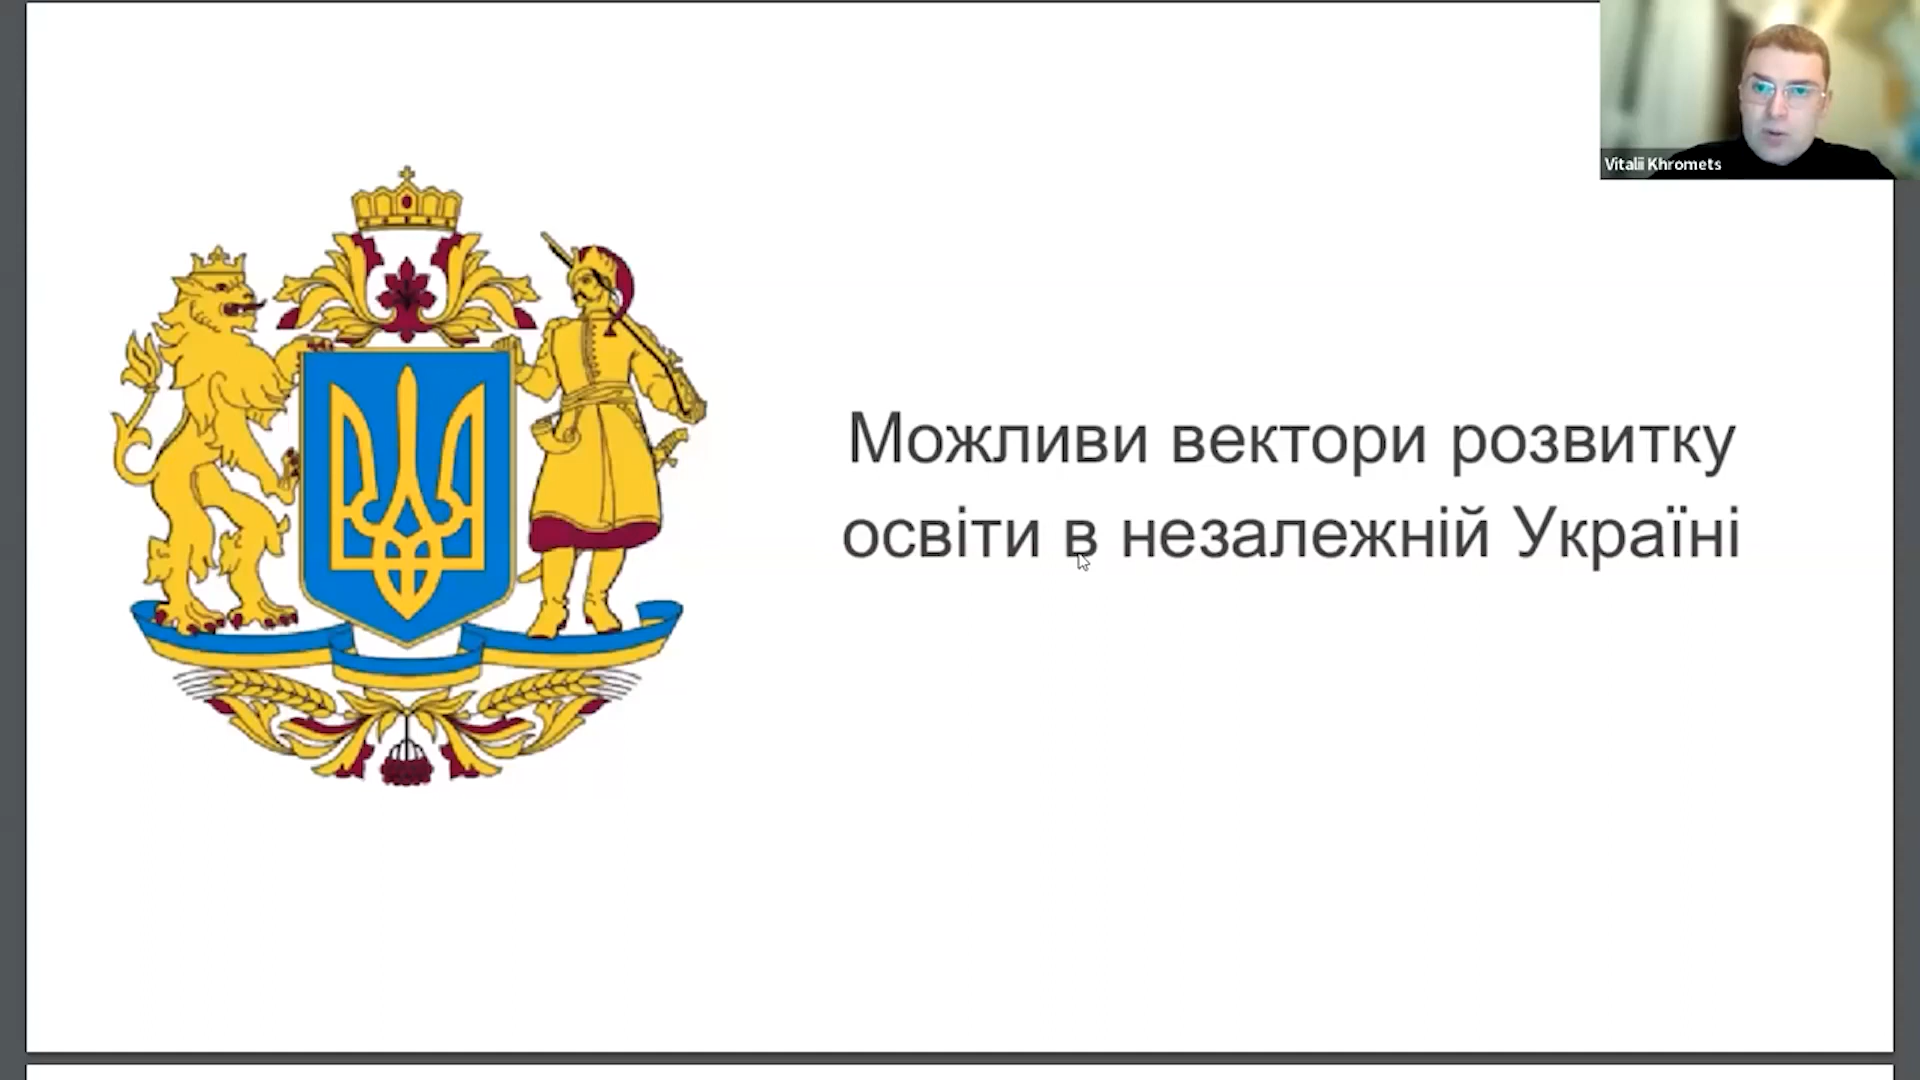 Vitalii Khromets
Можливи вектори розвитку
освіти в незалежній Україні